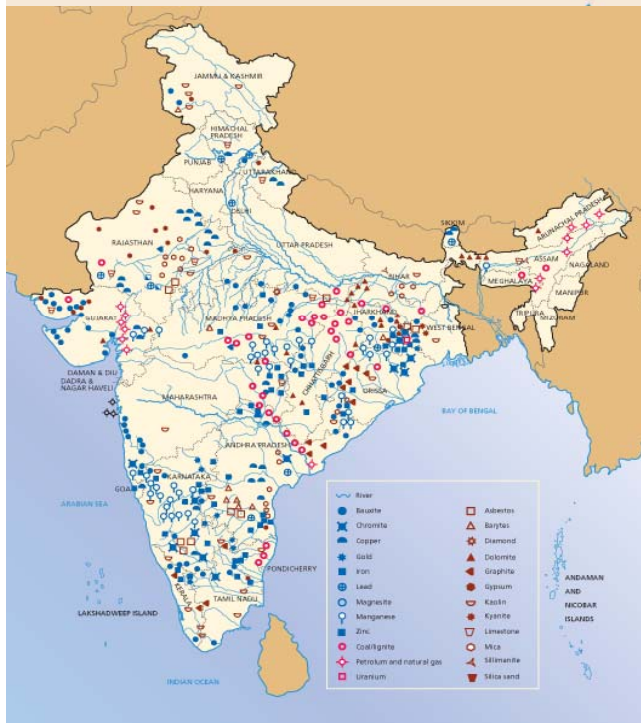 JAMMU & KASHMIR
HIMACHAL
PRADESH
PUNJAB
UTTARAKHAND
HARYANA
DELHI
RAJASTHAN
UTTAR PRADESH
SIKKIM
ARUNACHAL PRADESH
ASSAM
NAGALAND
BIHAR
MEGHALAYA
MANIPUR
TRIPURA
MIZORAM
GUJARAT
MADHYA PRADESH
JHARKHAND
WEST BENGAL
CHHATTISGARH
ORISSA
DAMAN & DIU
DADRA &
NAGAR HAVELI
MAHARASHTRA
BAY OF BENGAL
ANDHRA PRADESH
GOA
KARNATAKA
ARABIAN SEA
PONDICHERRY
KERALA
TAMIL NADU
LAKSHADWEEP ISLAND
INDIAN OCEAN
ANDAMAN
AND
NICOBAR
ISLANDS
River
Bauxite
Chromite
Copper
Gold
Iron
Lead
Magnesite
Manganese
Zinc
Coal/lignite
Petrolium and natural gas
Uranium
Asbestos
Barytes
Diamond
Dolomite
Graphite
Gypsum
Kaolin
Kyanite
Limestone
Mica
Sillimanite
Silica sand